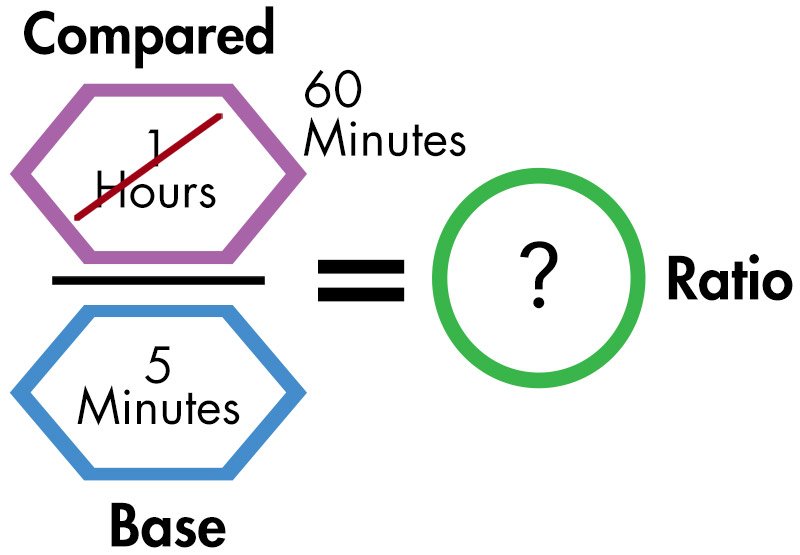 Compared
1
Hours
60
Minutes
=
?
Ratio
5
Minutes
Base